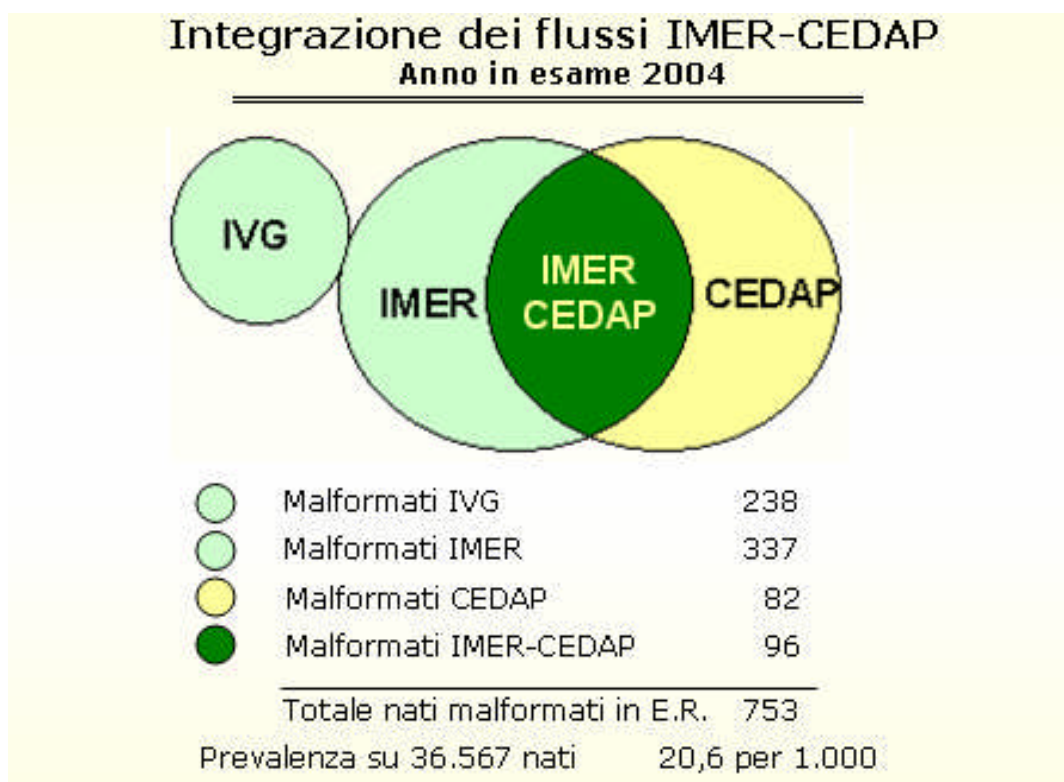 Integrazione dei flussi IMER-CEDAP
Anno in esame 2004
IVG
IMER
IMER
CEDAP
CEDAP
Malformati IVG 238
Malformati IMER 337
Malformati CEDAP 82
Malformati IMER-CEDAP 96
Totale nati malformati in E.R. 753
Prevalenza su 36.567 nati 20,6 per 1.000